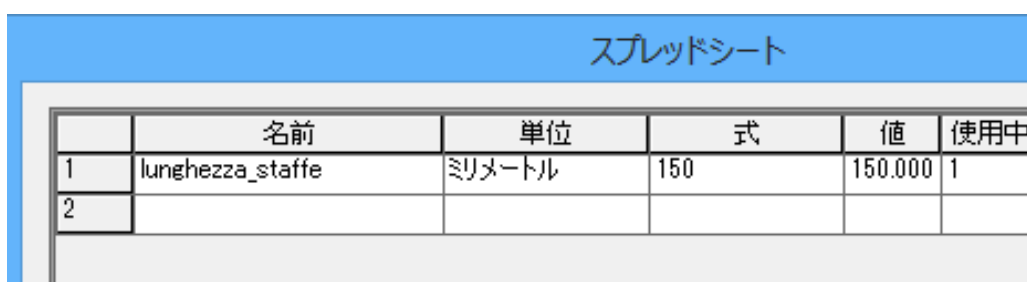 スプレッドシート
名前 単位 式 値 使用中
1 lunghezza_staffe ミリメートル 150 150.000 1
2